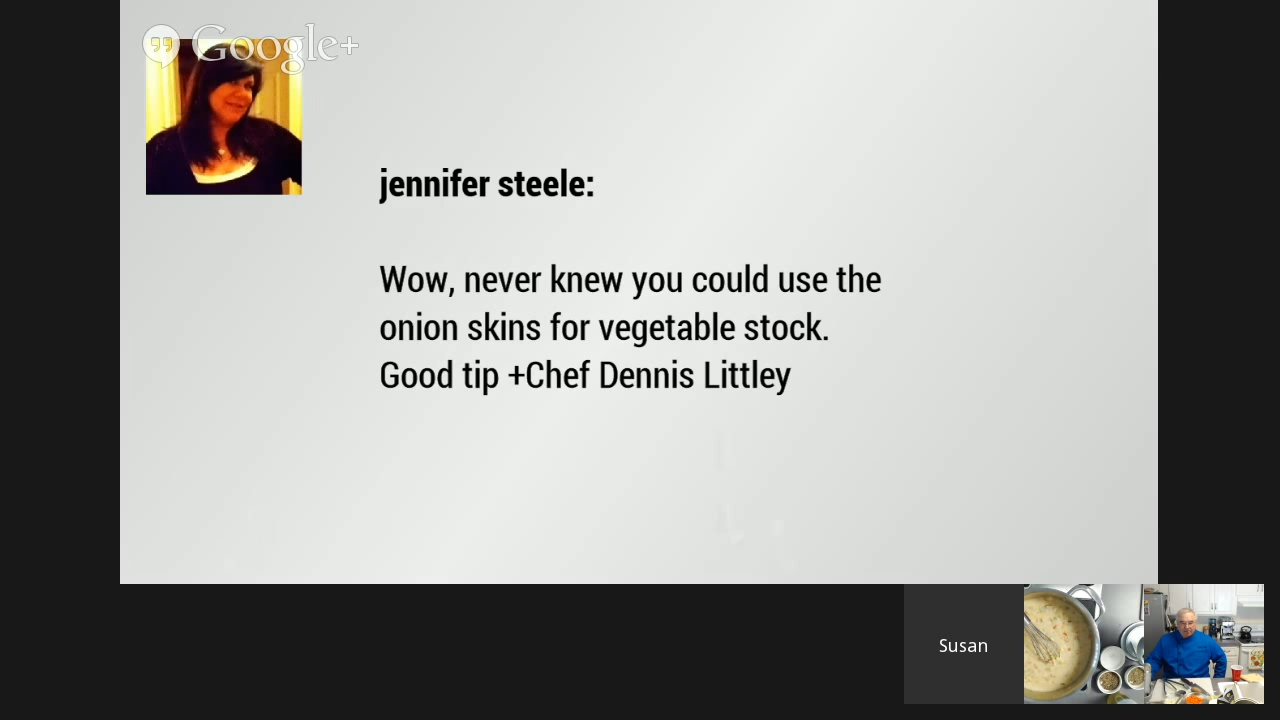 Google+
jennifer steele:
Wow, never knew you could use the
onion skins for vegetable stock.
Good tip +Chef Dennis Littley
Susan